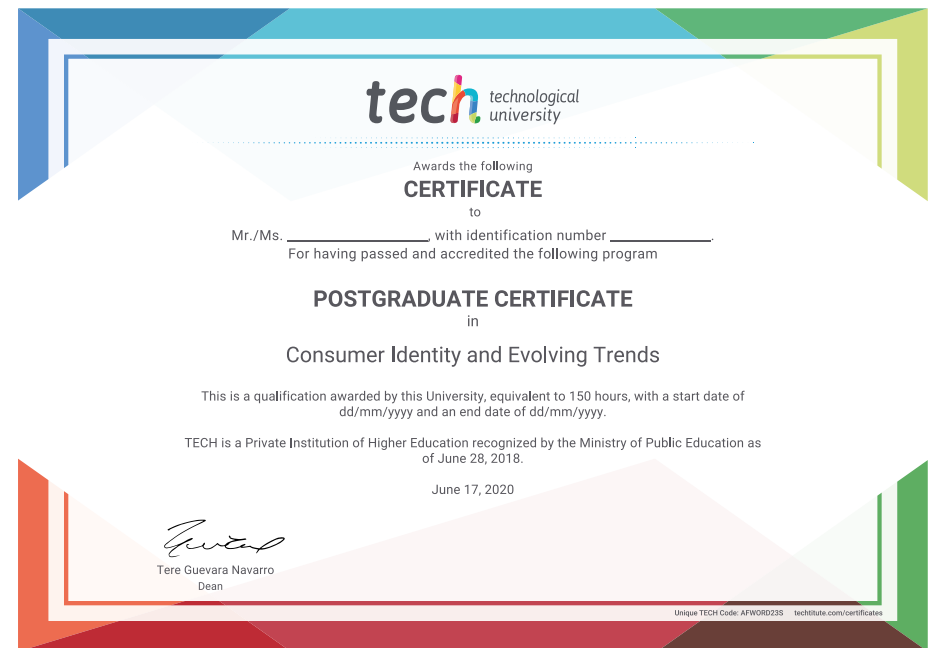 tech technological
university
Awards the following
CERTIFICATE
to
Mr./Ms. ____________________, with identification number ______________.
For having passed and accredited the following program
POSTGRADUATE CERTIFICATE
in
Consumer Identity and Evolving Trends
This is a qualification awarded by this University, equivalent to 150 hours, with a start date of
dd/mm/yyyy and an end date of dd/mm/yyyy.
TECH is a Private Institution of Higher Education recognized by the Ministry of Public Education as
of June 28, 2018.
June 17, 2020
Tere Guevara Navarro
Dean
Unique TECH Code: AFWORD23S techtitute.com/certificates